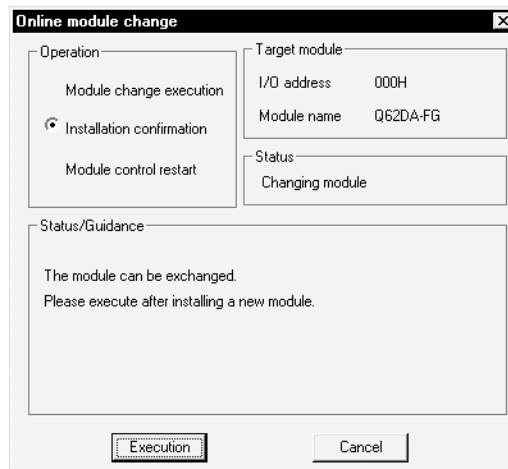 Online module change
Operation
Module change execution
Installation confirmation
Module control restart
Target module
I/O address 000H
Module name Q62DA-FG
Status
Changing module
Status/Guidance
The module can be exchanged.
Please execute after installing a new module.
Execution Cancel